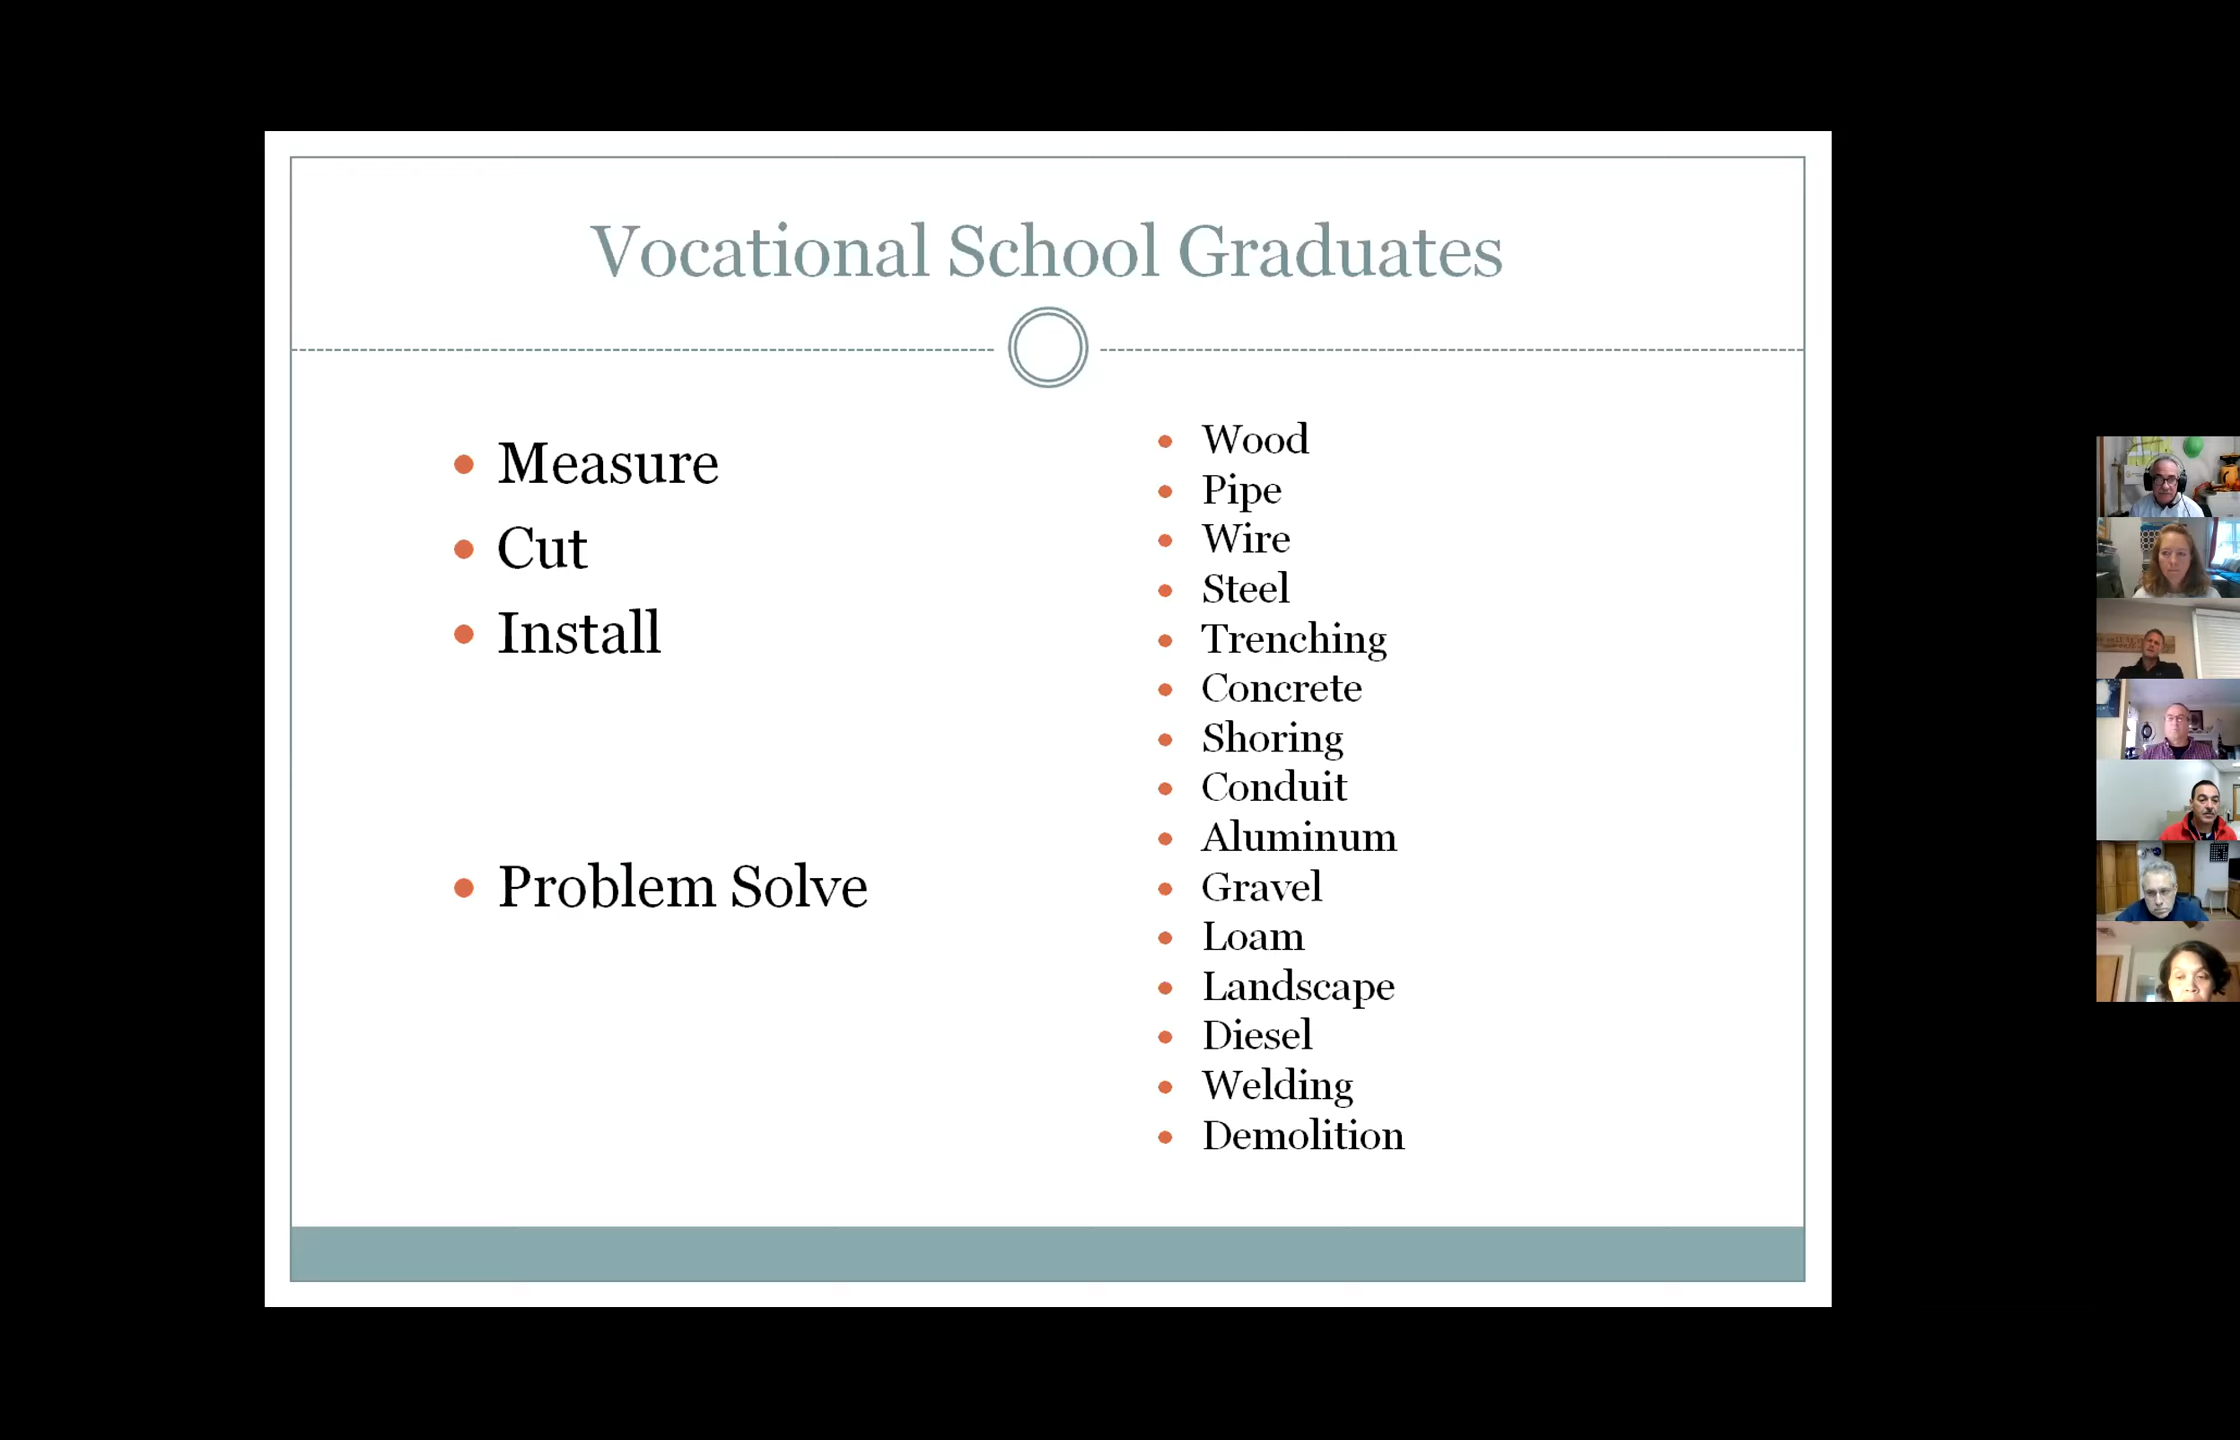 Vocational School Graduates
• Measure
• Cut
• Install
• Problem Solve
• Wood
• Pipe
• Wire
• Steel
• Trenching
• Concrete
• Shoring
• Conduit
• Aluminum
• Gravel
• Loam
• Landscape
• Diesel
• Welding
• Demolition